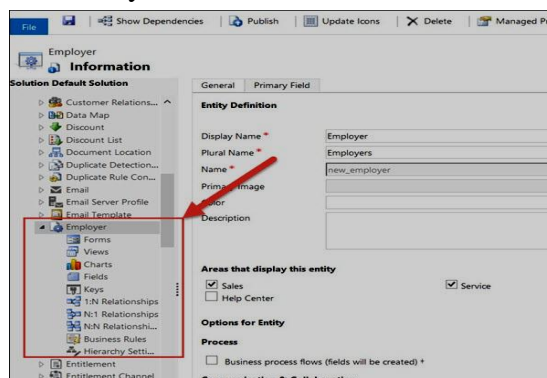 File Show Dependencies Publish Update Icons Delete Managed Pr
Employer
Information
Solution Default Solution
Customer Relations...
Data Map
Discount
Discount List
Document Location
Duplicate Detection...
Duplicate Rule Con...
Email
Email Server Profile
Email Template
Employer
Forms
Views
Charts
Fields
Keys
1:N Relationships
N:1 Relationships
N:N Relationshi...
Business Rules
Hierarchy Setti...
Entitlement
Entitlement Channel
General Primary Field
Entity Definition
Display Name * Employer
Plural Name * Employers
Name * new_employer
Primary Image
Color
Description
Areas that display this entity
Sales Service
Help Center
Options for Entity
Process
Business process flows (fields will be created) +